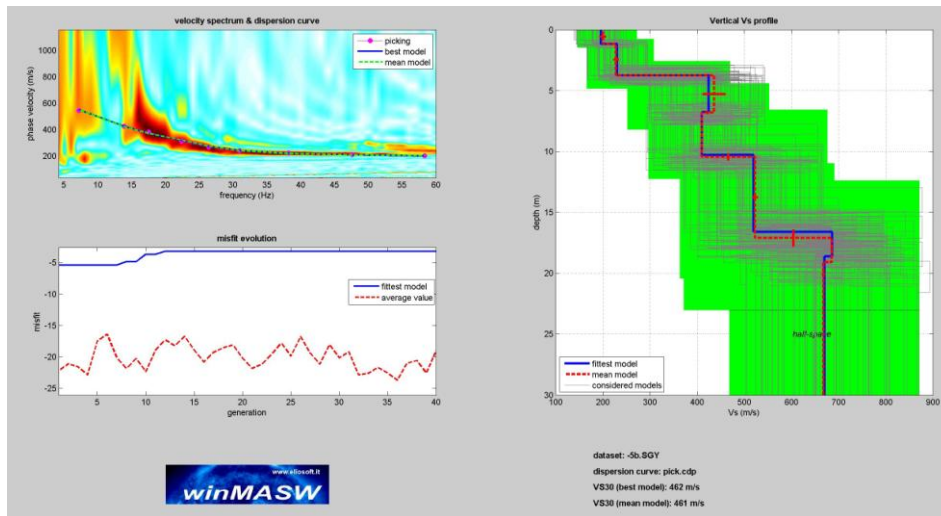 velocity spectrum & dispersion curve
1000
800
600
400
200
phase velocity (m/s)
picking
best model
mean model
5 10 15 20 25 30 35 40 45 50 55 60
frequency (Hz)
misfit evolution
-5
-10
-15
-20
-25
misfit
fittest model
average value
5 10 15 20 25 30 35 40
generation
www.eliosoft.it
winMASW
Vertical Vs profile
0
5
10
15
20
25
30
depth (m)
half-space
fittest model
mean model
considered models
100 200 300 400 500 600 700 800 900
Vs (m/s)
dataset: -5b.SGY
dispersion curve: pick.cdp
VS30 (best model): 462 m/s
VS30 (mean model): 461 m/s